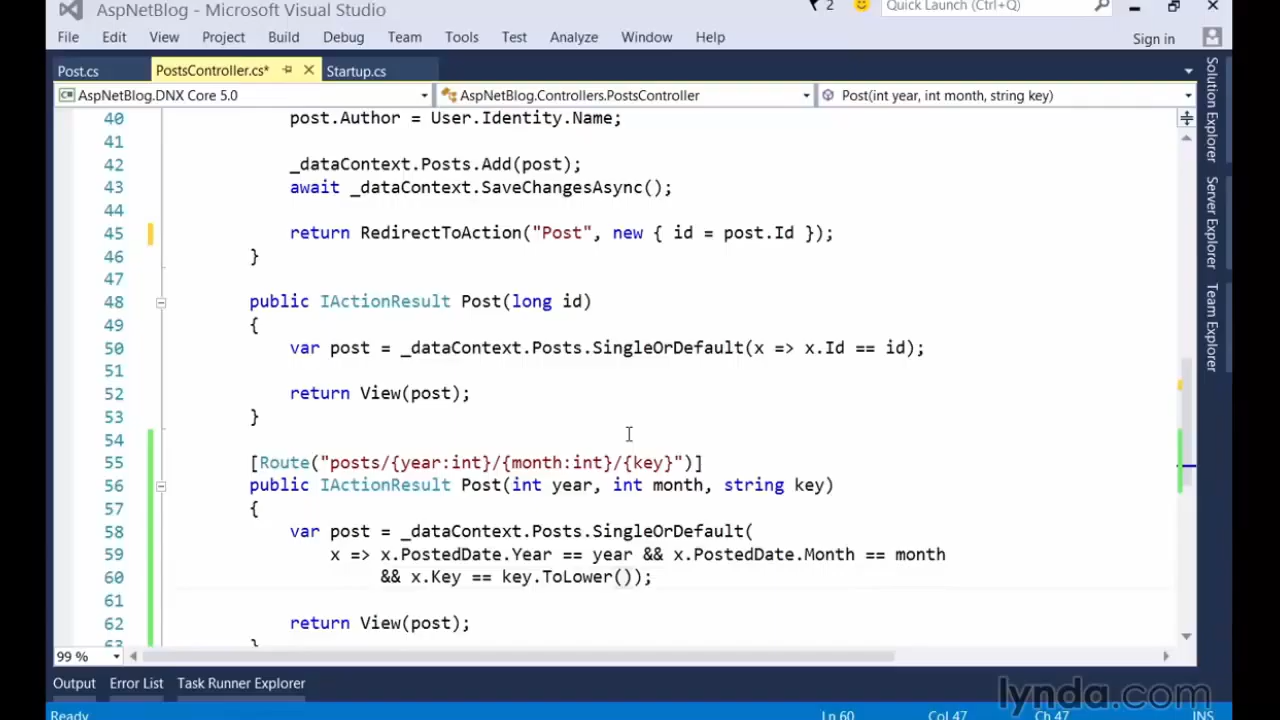 AspNetBlog - Microsoft Visual Studio
2
Quick Launch (Ctrl+Q)
File Edit View Project Build Debug Team Tools Test Analyze Window Help
Sign in
Post.cs PostsController.cs* Startup.cs
AspNetBlog.DNX Core 5.0 AspNetBlog.Controllers.PostsController Post(int year, int month, string key)
40 post.Author = User.Identity.Name;
41
42 _dataContext.Posts.Add(post);
43 await _dataContext.SaveChangesAsync();
44
45 return RedirectToAction("Post", new { id = post.Id });
46 }
47
48 public IActionResult Post(long id)
49 {
50 var post = _dataContext.Posts.SingleOrDefault(x => x.Id == id);
51
52 return View(post);
53 }
54
55 [Route("posts/{year:int}/{month:int}/{key}")]
56 public IActionResult Post(int year, int month, string key)
57 {
58 var post = _dataContext.Posts.SingleOrDefault(
59 x => x.PostedDate.Year == year && x.PostedDate.Month == month
60 && x.Key == key.ToLower());
61
62 return View(post);
63 }
99 %
Solution Explorer
Server Explorer
Team Explorer
Output Error List Task Runner Explorer
lynda.com
Ready Ln 60 Col 47 Ch 47 INS